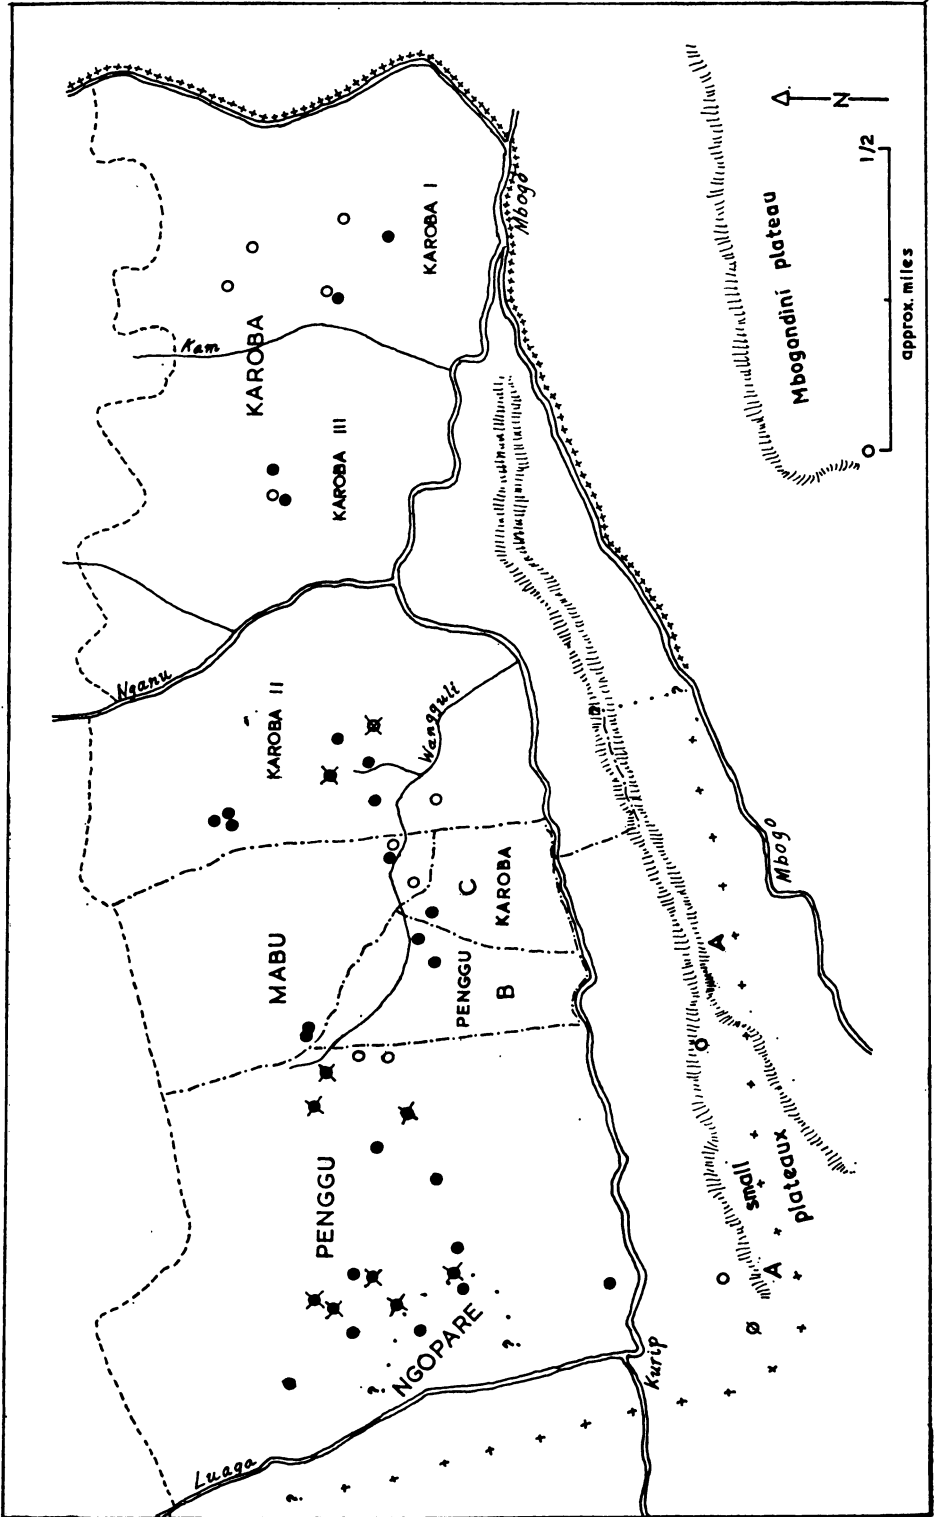 Mbogo
N
1/2
Mbogandini plateau
O
approx. miles
KAROBA I
Kam
KAROBA
KAROBA III
Nganu
KAROBA II
Wangguli
?
?
C
KAROBA
Mbogo
MABU
PENGGU
B
A
PENGGU
small
plateaux
A
NGOPARE
?
?
Kurip
Luaga
?